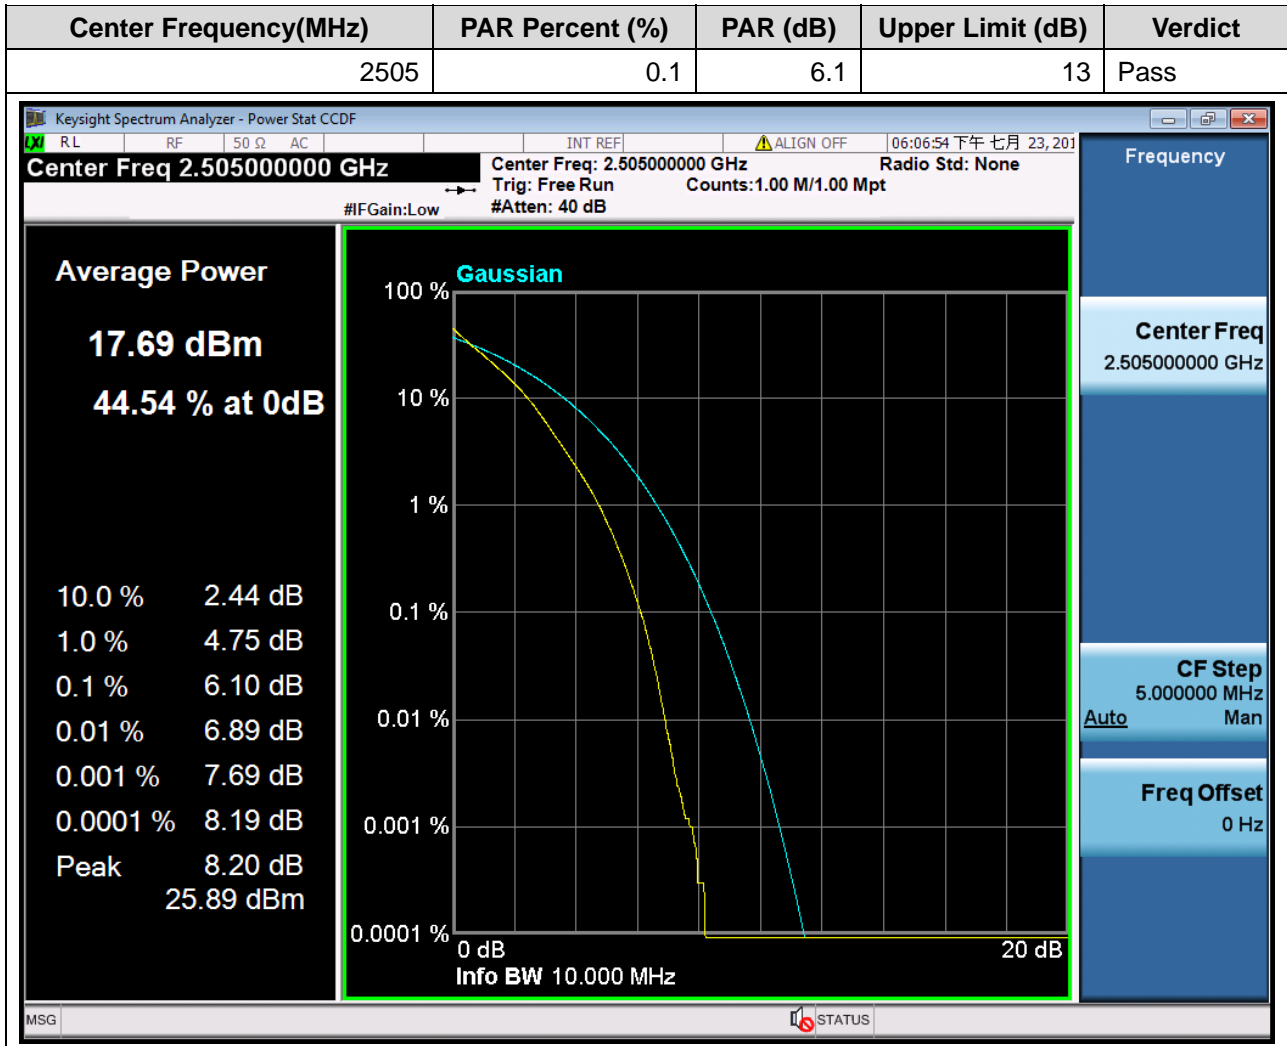 Center Frequency(MHz) PAR Percent (%) PAR (dB) Upper Limit (dB) Verdict
2505 0.1 6.1 13 Pass
Keysight Spectrum Analyzer - Power Stat CCDF
LXI RL RF 50 Ω AC INT REF ALIGN OFF 06:06:54 下午 七月 23, 201
Center Freq 2.505000000 GHz
#IFGain:Low
Center Freq: 2.505000000 GHz Radio Std: None
Trig: Free Run Counts:1.00 M/1.00 Mpt
#Atten: 40 dB
Average Power
17.69 dBm
44.54 % at 0dB
10.0 % 2.44 dB
1.0 % 4.75 dB
0.1 % 6.10 dB
0.01 % 6.89 dB
0.001 % 7.69 dB
0.0001 % 8.19 dB
Peak 8.20 dB
25.89 dBm
Gaussian
100 %
10 %
1 %
0.1 %
0.01 %
0.001 %
0.0001 %
0 dB 20 dB
Info BW 10.000 MHz
Frequency
Center Freq
2.505000000 GHz
CF Step
5.000000 MHz
Auto Man
Freq Offset
0 Hz
MSG STATUS